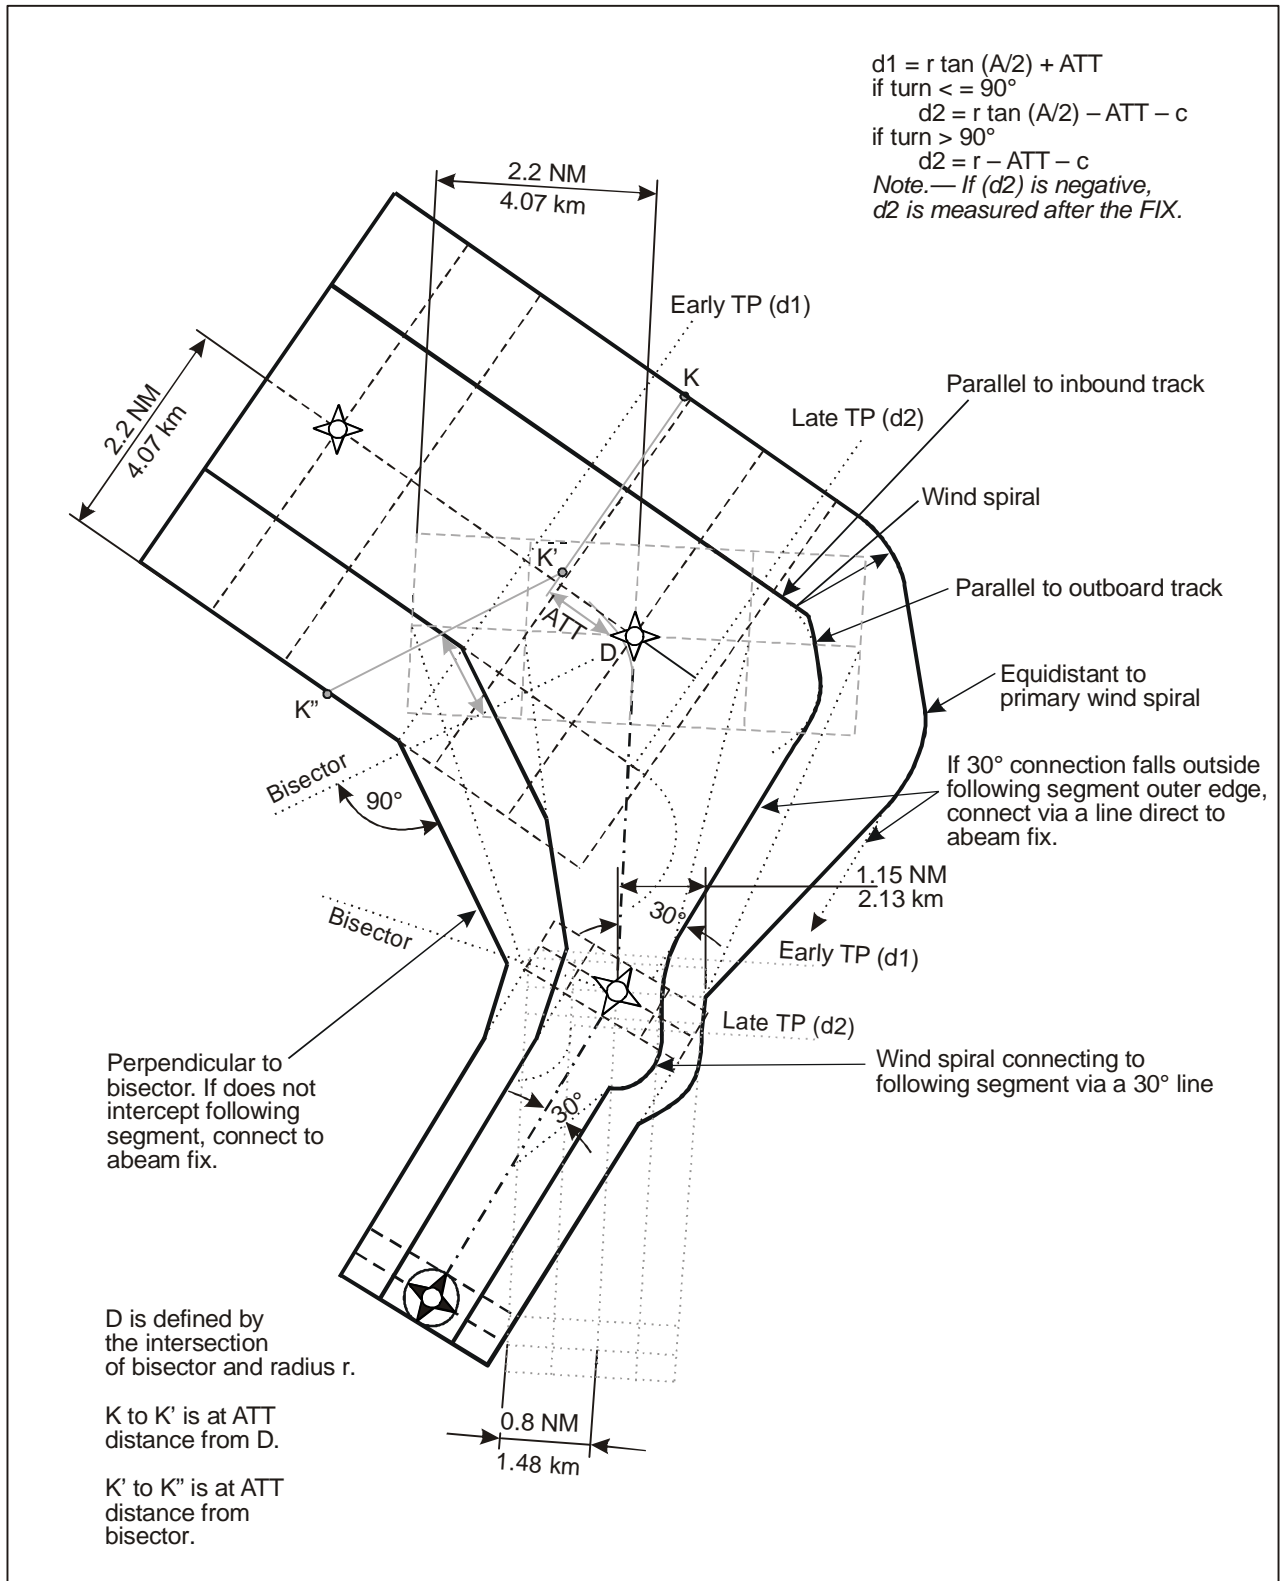 d1 = r tan (A/2) + ATT
if turn < = 90°
d2 = r tan (A/2) – ATT – c
if turn > 90°
d2 = r – ATT – c
Note.— If (d2) is negative,
d2 is measured after the FIX.
2.2 NM
4.07 km
Early TP (d1)
K
Parallel to inbound track
Late TP (d2)
2.2 NM
4.07 km
Wind spiral
K’
Parallel to outboard track
ATT
D
Equidistant to
primary wind spiral
K”
Bisector
90°
If 30° connection falls outside
following segment outer edge,
connect via a line direct to
abeam fix.
1.15 NM
2.13 km
30°
Bisector
Early TP (d1)
Late TP (d2)
Perpendicular to
bisector. If does not
intercept following
segment, connect to
abeam fix.
Wind spiral connecting to
following segment via a 30° line
30°
D is defined by
the intersection
of bisector and radius r.
K to K’ is at ATT
distance from D.
0.8 NM
1.48 km
K’ to K” is at ATT
distance from
bisector.